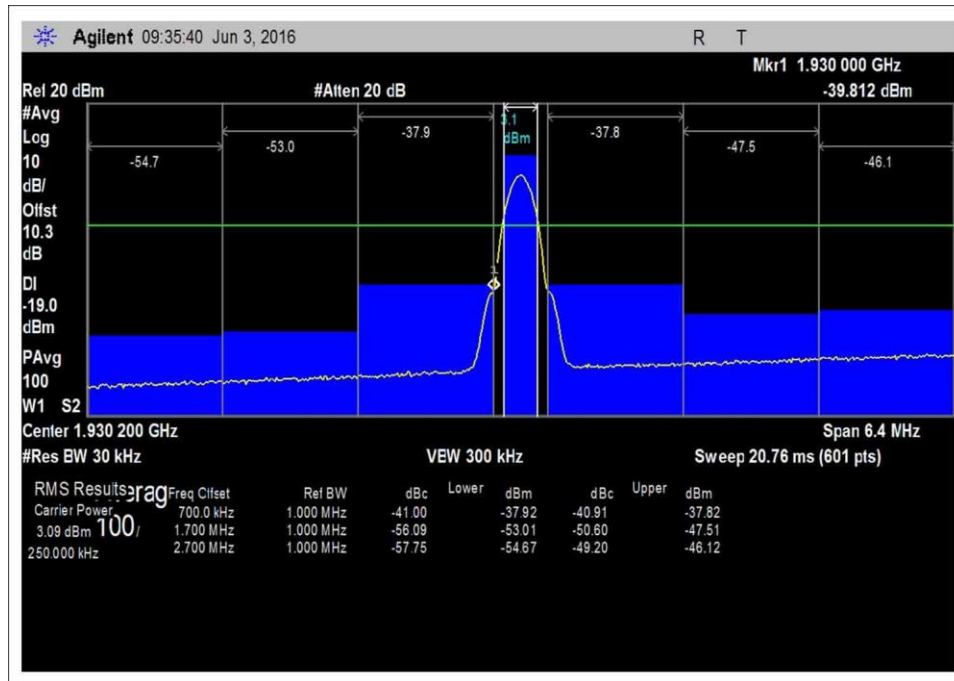 Agilent 09:35:40 Jun 3, 2016 R T
Mkr1 1.930 000 GHz
Ref 20 dBm #Atten 20 dB -39.812 dBm
#Avg
Log
10
dB/
Offst
10.3
dB
DI
-19.0
dBm
PAvg
100
W1 S2
-54.7 -53.0 -37.9 3.1 dBm -37.8 -47.5 -46.1
1
Center 1.930 200 GHz Span 6.4 MHz
#Res BW 30 kHz VBW 300 kHz Sweep 20.76 ms (601 pts)
RMS Results Freq Offset Ref BW dBc Lower dBm dBc Upper dBm
Carrier Power 700.0 kHz 1.000 MHz -41.00 -37.92 -40.91 -37.82
3.09 dBm 100/ 1.700 MHz 1.000 MHz -56.09 -53.01 -50.60 -47.51
250.000 kHz 2.700 MHz 1.000 MHz -57.75 -54.67 -49.20 -46.12